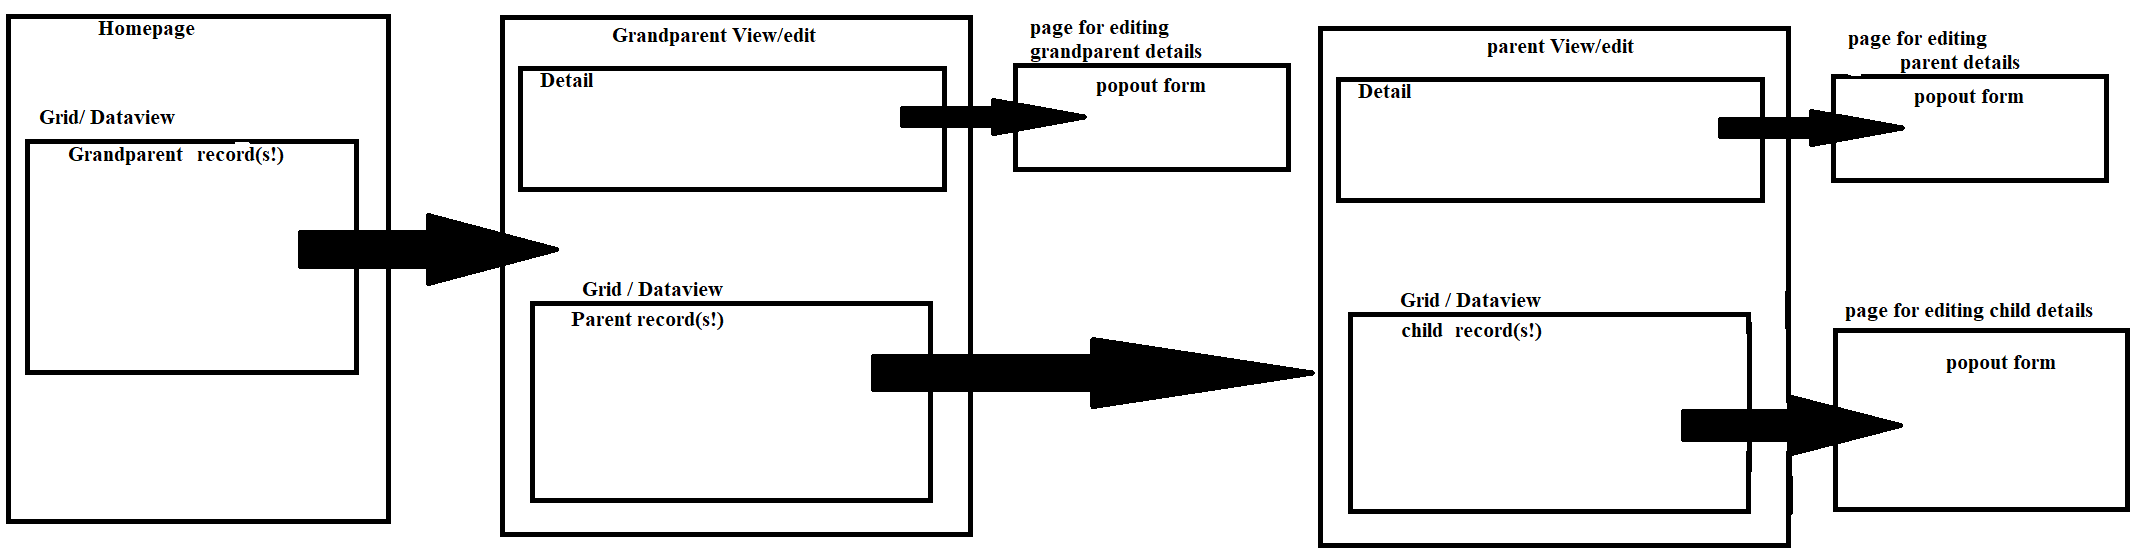 Homepage
Grid/ Dataview
Grandparent record(s!)
Grandparent View/edit
Detail
page for editing
grandparent details
popout form
Grid / Dataview
Parent record(s!)
parent View/edit
Detail
page for editing
parent details
popout form
Grid / Dataview
child record(s!)
page for editing child details
popout form